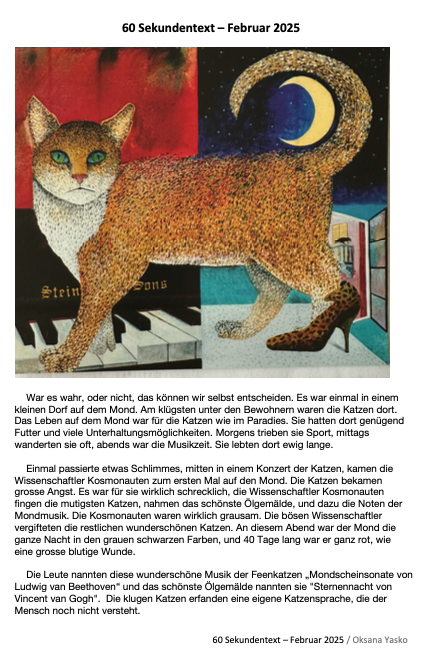 60 Sekundentext – Februar 2025
Stein
Sons
War es wahr, oder nicht, das können wir selbst entscheiden. Es war einmal in einem
kleinen Dorf auf dem Mond. Am klügsten unter den Bewohnern waren die Katzen dort.
Das Leben auf dem Mond war für die Katzen wie im Paradies. Sie hatten dort genügend
Futter und viele Unterhaltungsmöglichkeiten. Morgens trieben sie Sport, mittags
wanderten sie oft, abends war die Musikzeit. Sie lebten dort ewig lange.
Einmal passierte etwas Schlimmes, mitten in einem Konzert der Katzen, kamen die
Wissenschaftler Kosmonauten zum ersten Mal auf den Mond. Die Katzen bekamen
grosse Angst. Es war für sie wirklich schrecklich, die Wissenschaftler Kosmonauten
fingen die mutigsten Katzen, nahmen das schönste Ölgemälde, und dazu die Noten der
Mondmusik. Die Kosmonauten waren wirklich grausam. Die bösen Wissenschaftler
vergifteten die restlichen wunderschönen Katzen. An diesem Abend war der Mond die
ganze Nacht in den grauen schwarzen Farben, und 40 Tage lang war er ganz rot, wie
eine grosse blutige Wunde.
Die Leute nannten diese wunderschöne Musik der Feenkatzen „Mondscheinsonate von
Ludwig van Beethoven“ und das schönste Ölgemälde nannten sie "Sternennacht von
Vincent van Gogh". Die klugen Katzen erfanden eine eigene Katzensprache, die der
Mensch noch nicht versteht.
60 Sekundentext – Februar 2025 / Oksana Yasko